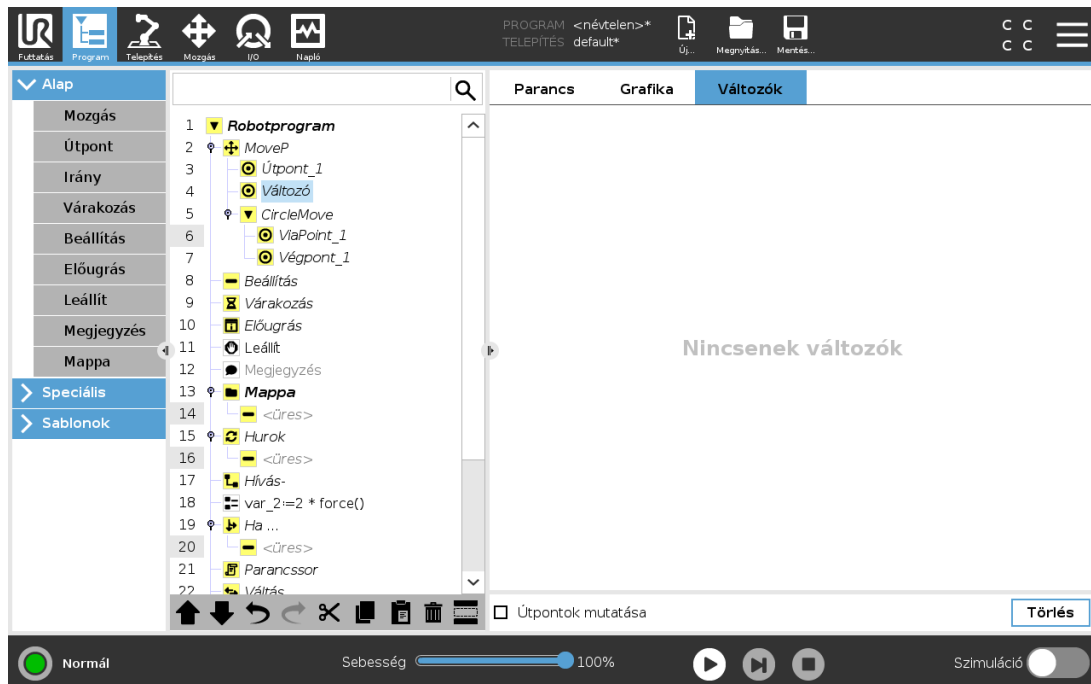 PROGRAM <névtelen>*
TELEPÍTÉS default*
UR
Futtatás
Program
Telepítés
Mozgás
I/O
Napló
Új...
Megnyitás...
Mentés...
C C
C C
Alap
Mozgás
Útpont
Irány
Várakozás
Beállítás
Előugrás
Leállít
Megjegyzés
Mappa
Speciális
Sablonok
1 Robotprogram
2 MoveP
3 Útpont_1
4 Változó
5 CircleMove
6 ViaPoint_1
7 Végpont_1
8 Beállítás
9 Várakozás
10 Előugrás
11 Leállít
12 Megjegyzés
13 Mappa
14 <üres>
15 Hurok
16 <üres>
17 Hívás-
18 var_2:=2 * force()
19 Ha ...
20 <üres>
21 Parancssor
22 Váltás
Parancs
Grafika
Változók
Nincsenek változók
Útpontok mutatása
Törlés
Normál
Sebesség
100%
Szimuláció